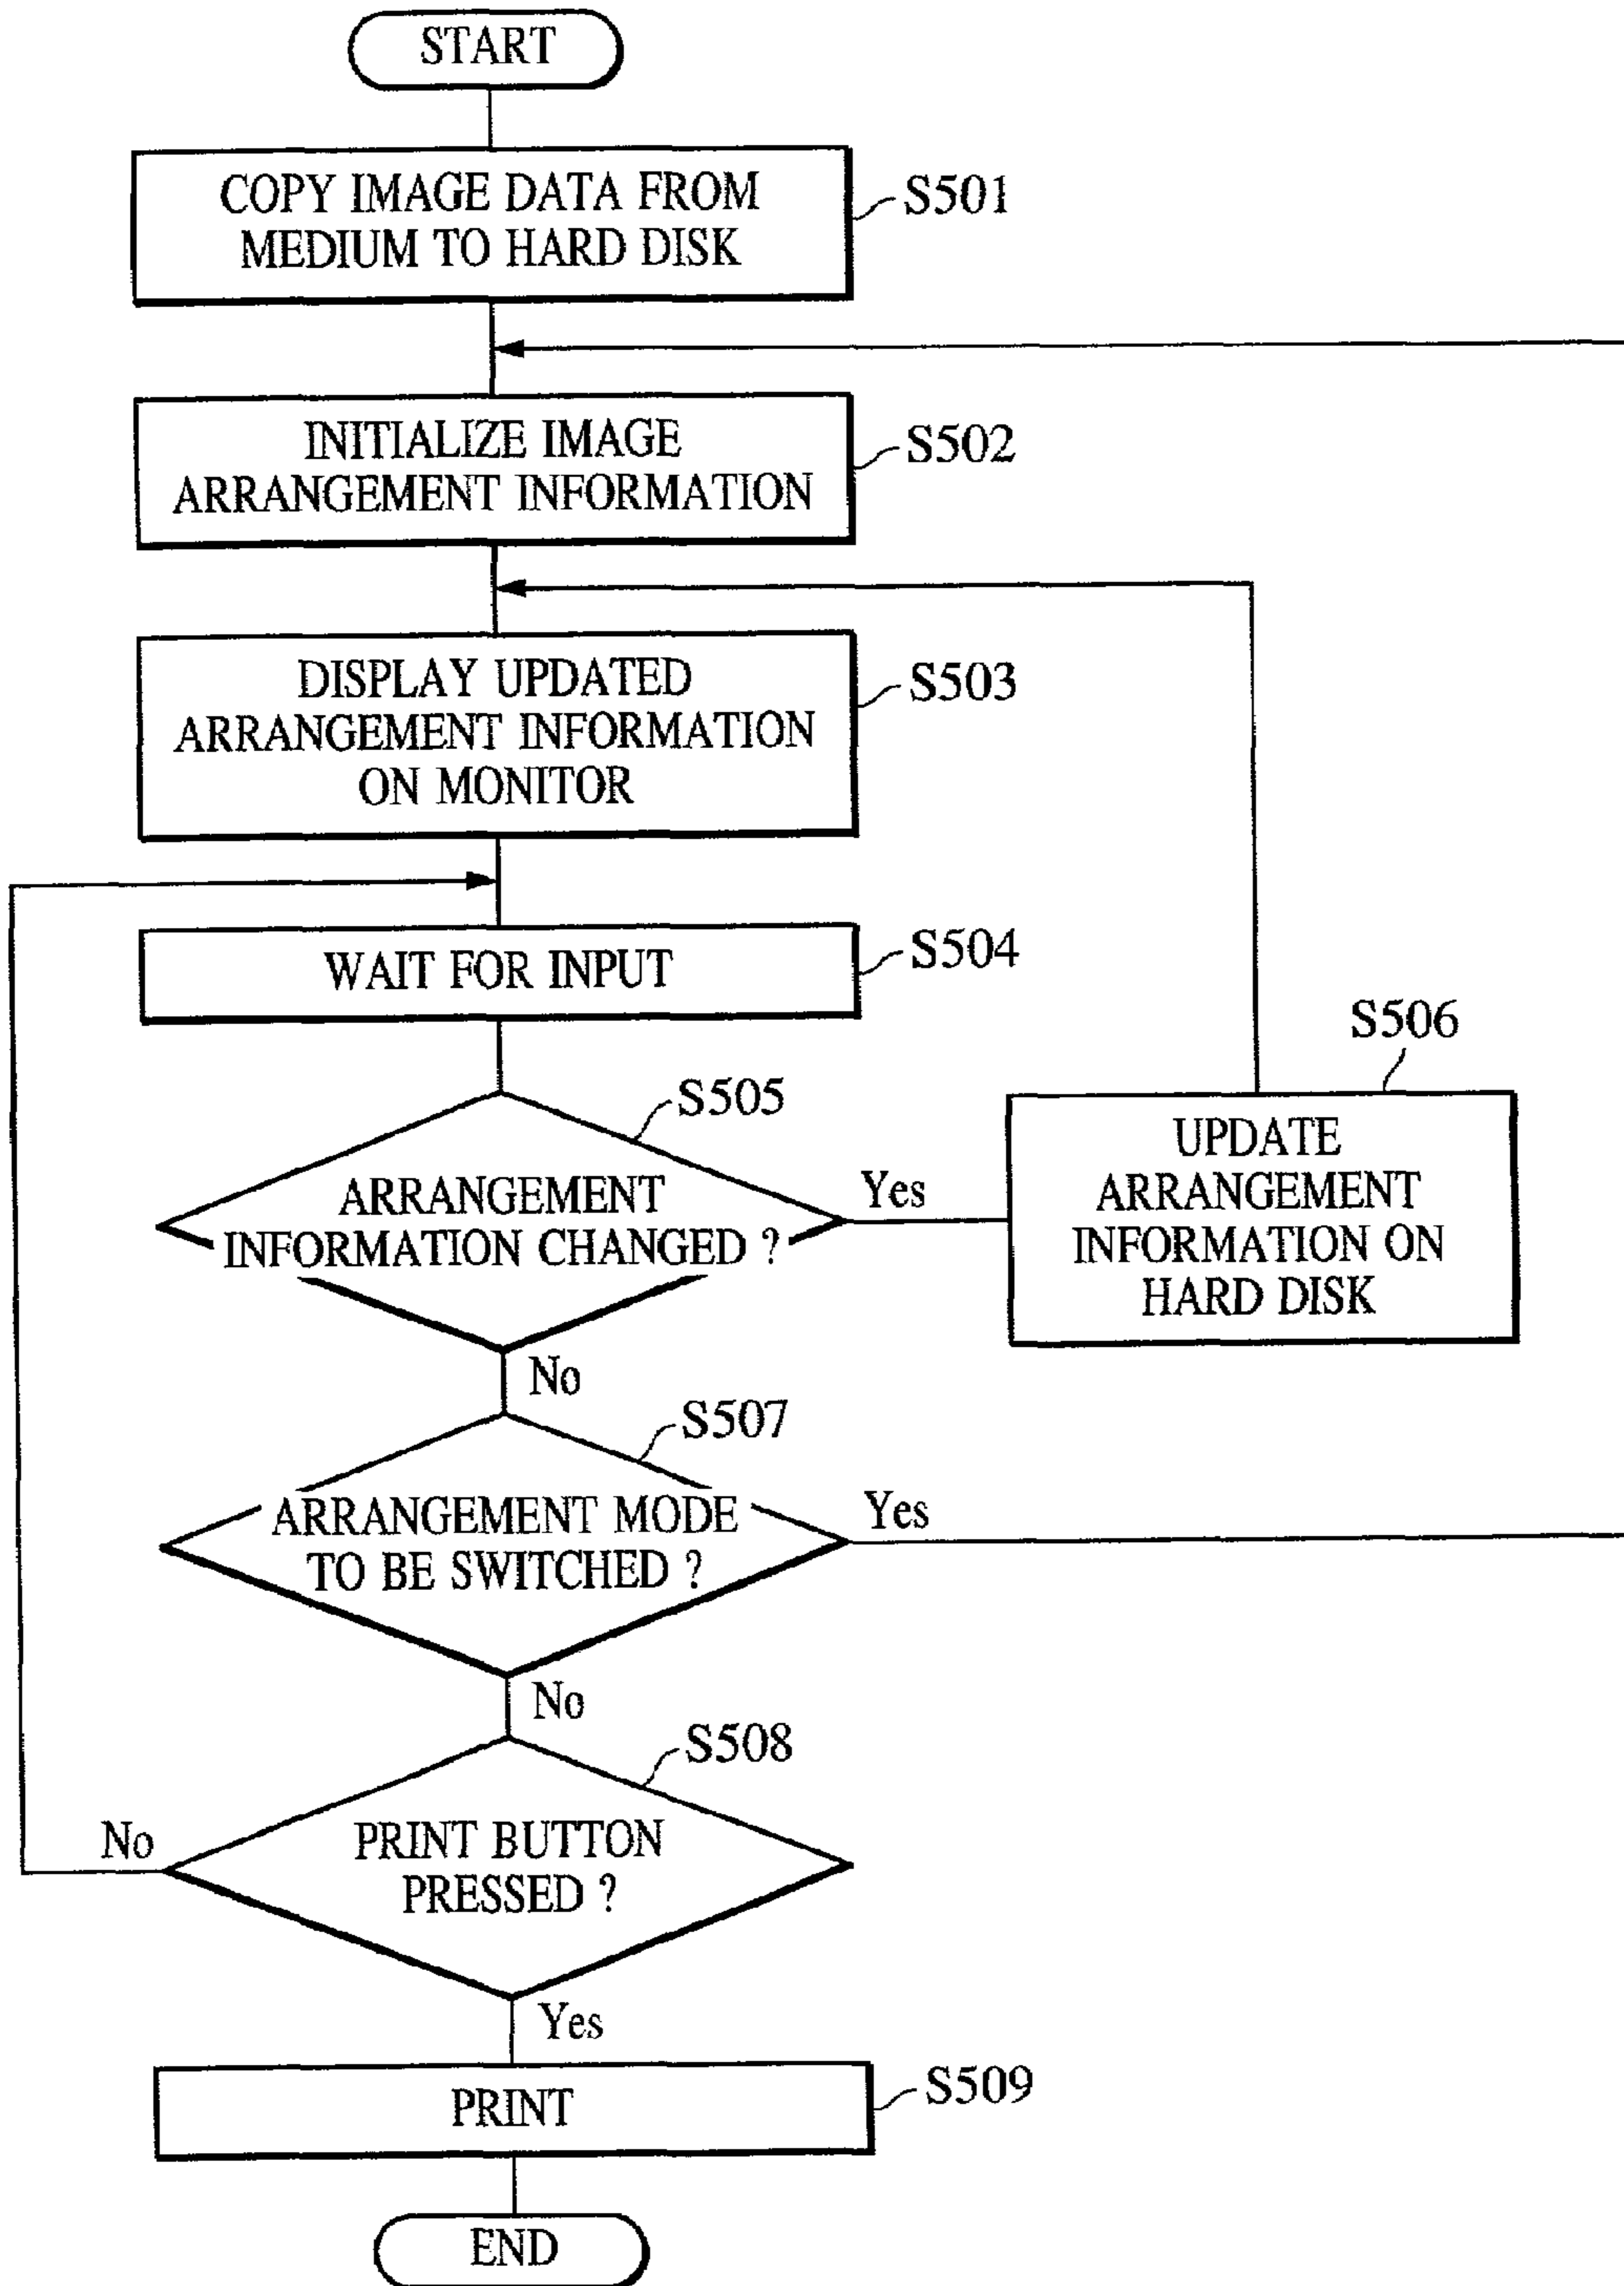 START
COPY IMAGE DATA FROM
MEDIUM TO HARD DISK
S501
INITIALIZE IMAGE
ARRANGEMENT INFORMATION
S502
DISPLAY UPDATED
ARRANGEMENT INFORMATION
ON MONITOR
S503
WAIT FOR INPUT
S504
S505
ARRANGEMENT
INFORMATION CHANGED ?
Yes
No
S506
UPDATE
ARRANGEMENT
INFORMATION ON
HARD DISK
S507
ARRANGEMENT MODE
TO BE SWITCHED ?
Yes
No
S508
PRINT BUTTON
PRESSED ?
No
Yes
PRINT
S509
END